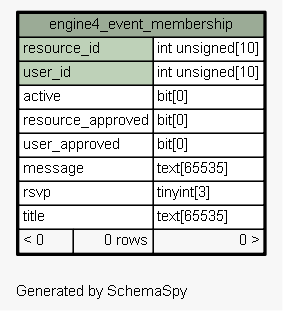 engine4_event_membership
resource_id int unsigned[10]
user_id int unsigned[10]
active bit[0]
resource_approved bit[0]
user_approved bit[0]
message text[65535]
rsvp tinyint[3]
title text[65535]
< 0 0 rows 0 >
Generated by SchemaSpy